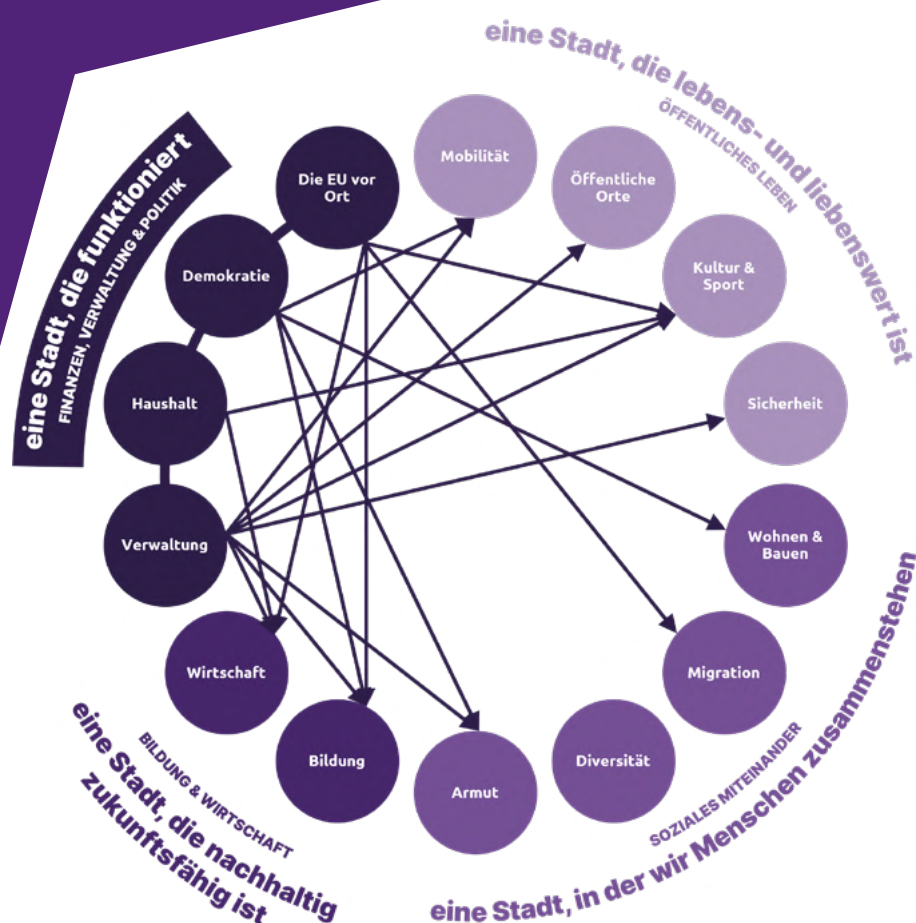 eine Stadt, die funktioniert
FINANZEN, VERWALTUNG & POLITIK
eine Stadt, die lebens- und liebenswert ist
ÖFFENTLICHES LEBEN
Die EU vor
Ort
Mobilität
Öffentliche
Orte
Demokratie
Kultur &
Sport
Haushalt
Sicherheit
Verwaltung
Wohnen &
Bauen
Wirtschaft
Migration
Bildung
Armut
Diversität
BILDUNG & WIRTSCHAFT
eine Stadt, die nachhaltig
zukunftsfähig ist
SOZIALES MITEINANDER
eine Stadt, in der wir Menschen zusammenstehen